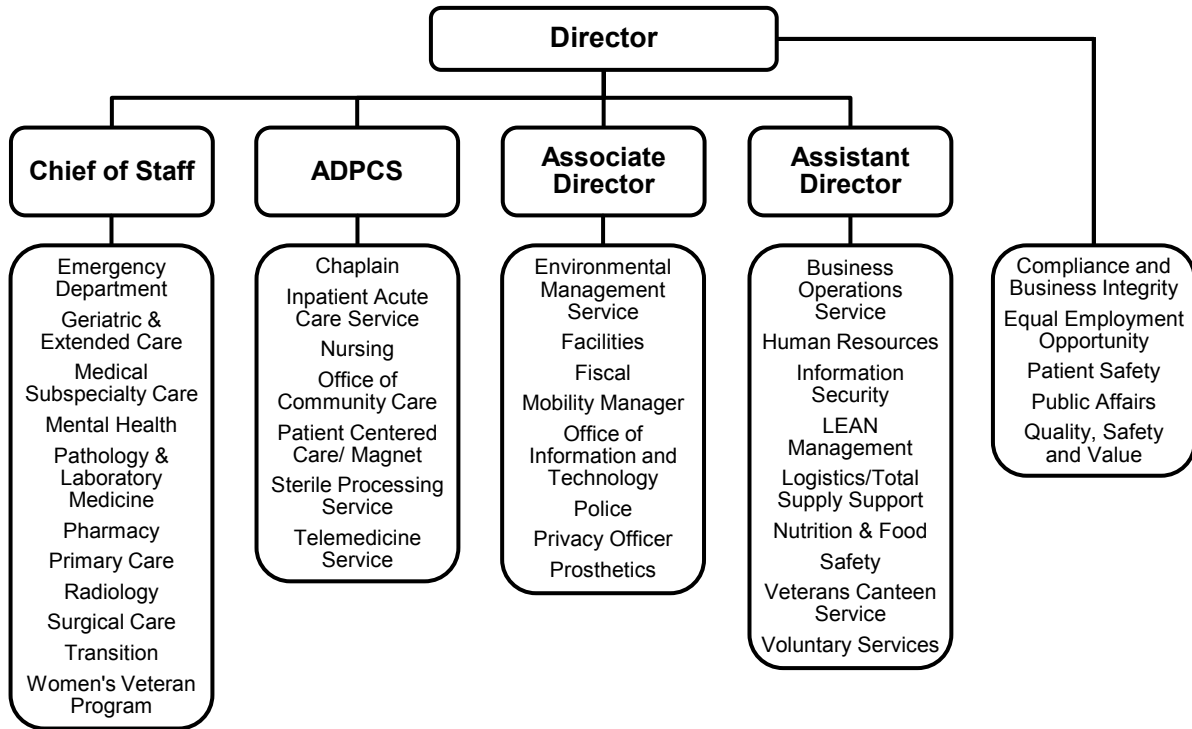 Director
Chief of Staff
ADPCS
Associate
Director
Assistant
Director
Emergency
Department
Geriatric &
Extended Care
Medical
Subspecialty Care
Mental Health
Pathology &
Laboratory
Medicine
Pharmacy
Primary Care
Radiology
Surgical Care
Transition
Women's Veteran
Program
Chaplain
Inpatient Acute
Care Service
Nursing
Office of
Community Care
Patient Centered
Care/ Magnet
Sterile Processing
Service
Telemedicine
Service
Environmental
Management
Service
Facilities
Fiscal
Mobility Manager
Office of
Information and
Technology
Police
Privacy Officer
Prosthetics
Business
Operations
Service
Human Resources
Information
Security
LEAN
Management
Logistics/Total
Supply Support
Nutrition & Food
Safety
Veterans Canteen
Service
Voluntary Services
Compliance and
Business Integrity
Equal Employment
Opportunity
Patient Safety
Public Affairs
Quality, Safety
and Value